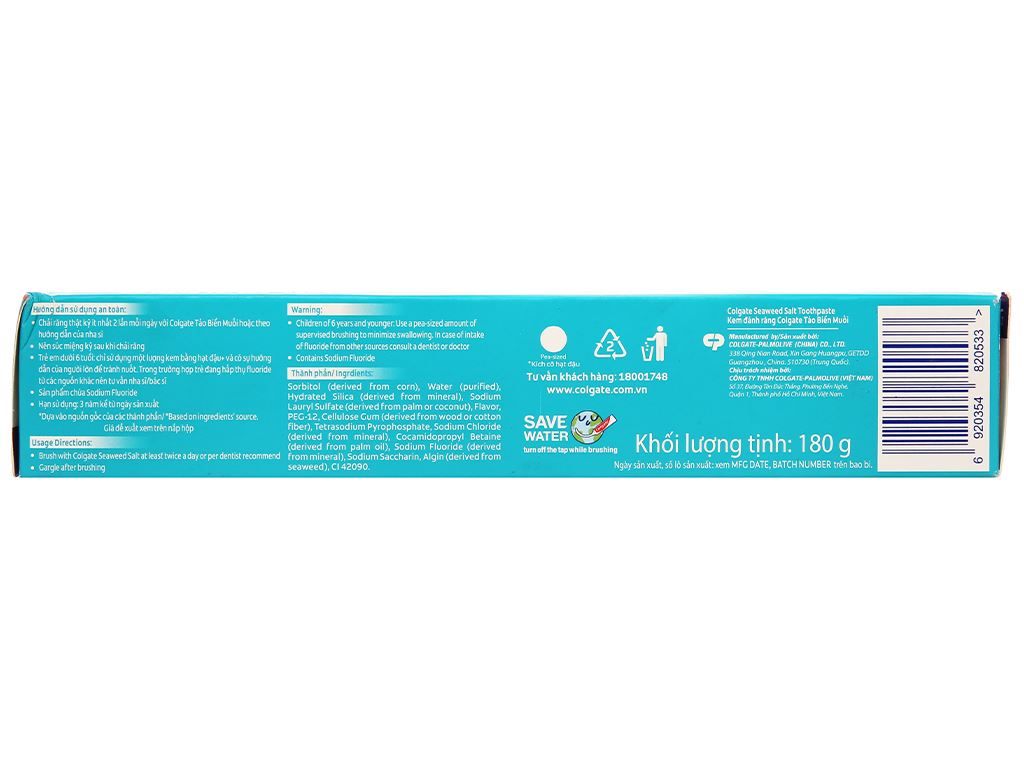 Hướng dẫn sử dụng an toàn:
• Chải răng thật kỹ ít nhất 2 lần mỗi ngày với Colgate Tảo Biển Muối hoặc theo
hướng dẫn của nha sĩ
• Nên súc miệng kỹ sau khi chải răng
• Trẻ em dưới 6 tuổi: chỉ sử dụng một lượng kem bằng hạt đậu* và có sự hướng
dẫn của người lớn để tránh nuốt. Trong trường hợp trẻ đang hấp thụ fluoride
từ các nguồn khác nên tư vấn nha sĩ/bác sĩ
• Sản phẩm chứa Sodium Fluoride
• Hạn sử dụng: 3 năm kể từ ngày sản xuất
"Dựa vào nguồn gốc của các thành phần/ "Based on ingredients' source.
Giá đề xuất xem trên nắp hộp
Usage Directions:
• Brush with Colgate Seaweed Salt at least twice a day or per dentist recommend
• Gargle after brushing
Warning:
• Children of 6 years and younger: Use a pea-sized amount of
supervised brushing to minimize swallowing. In case of intake
of fluoride from other sources consult a dentist or doctor
• Contains Sodium Fluoride
Thành phần/ Ingridients:
Sorbitol (derived from corn), Water (purified),
Hydrated Silica (derived from mineral), Sodium
Lauryl Sulfate (derived from palm or coconut), Flavor,
PEG-12, Cellulose Gum (derived from wood or cotton
fiber), Tetrasodium Pyrophosphate, Sodium Chloride
(derived from mineral), Cocamidopropyl Betaine
(derived from palm oil), Sodium Fluoride (derived
from mineral), Sodium Saccharin, Algin (derived from
seaweed), CI 42090.
Pea-sized
*Kích cỡ hạt đậu
2
Tư vấn khách hàng: 18001748
www.colgate.com.vn
SAVE
WATER
turn off the tap while brushing
Colgate Seaweed Salt Toothpaste
Kem đánh răng Colgate Tảo Biển Muối
CP
Manufactured by/Sản xuất bởi:
COLGATE-PALMOLIVE (CHINA) CO., LTD.
338 Qing Nian Road, Xin Gang Huangpu, GETDD
Guangzhou, China, 510730 (Trung Quốc).
Chịu trách nhiệm bởi:
CÔNG TY TNHH COLGATE-PALMOLIVE (VIỆT NAM)
Số 37, Đường Tôn Đức Thắng, Phường Bến Nghé,
Quận 1, Thành phố Hồ Chí Minh, Việt Nam.
Khối lượng tịnh: 180 g
Ngày sản xuất, số lô sản xuất: xem MFG DATE, BATCH NUMBER trên bao bì.
6 920354 820533 >